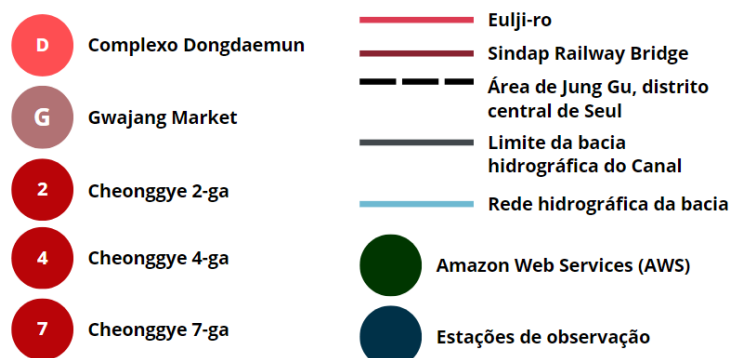 D Complexo Dongdaemun
G Gwajang Market
2 Cheonggye 2-ga
4 Cheonggye 4-ga
7 Cheonggye 7-ga
Eulji-ro
Sindap Railway Bridge
Área de Jung Gu, distrito
central de Seul
Limite da bacia
hidrográfica do Canal
Rede hidrográfica da bacia
Amazon Web Services (AWS)
Estações de observação